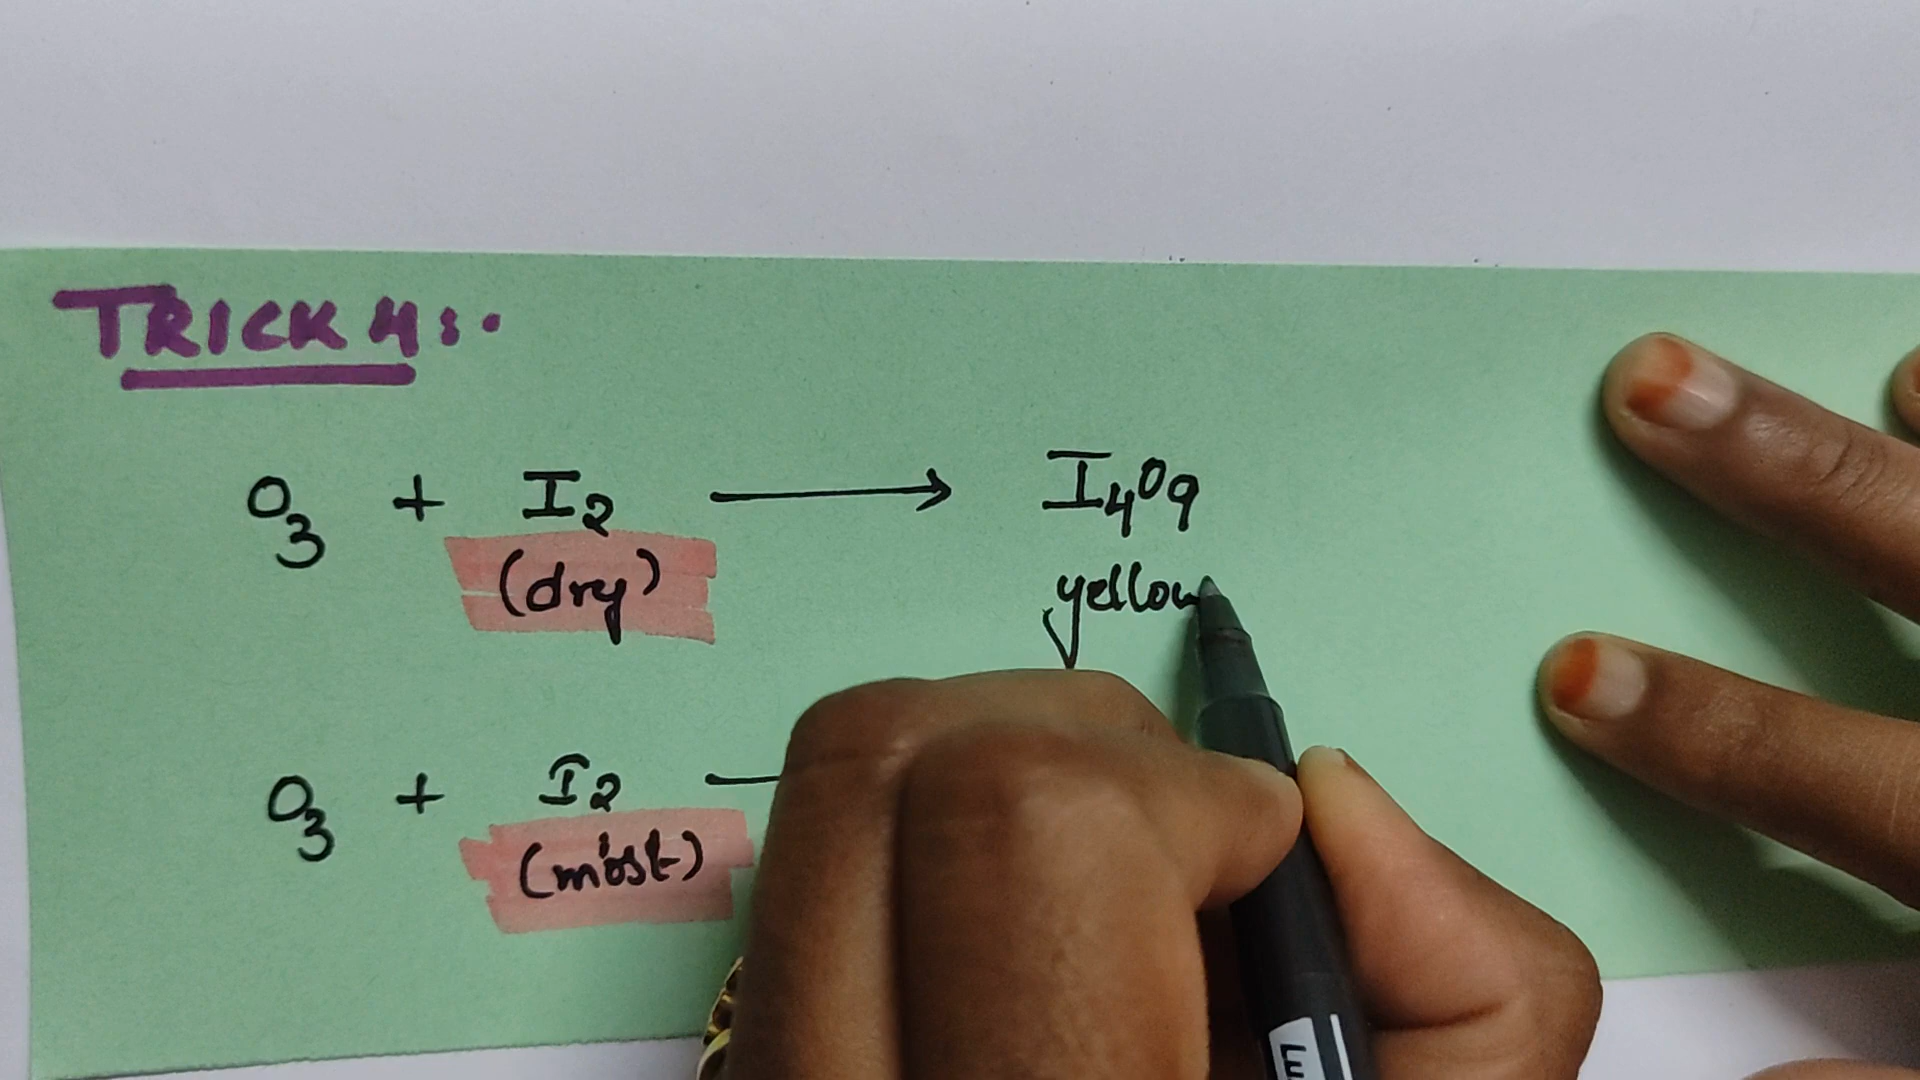 TRICK 4:.
O3 + I2 ⟶ I4O9
(dry) yellow
O3 + I2
(moist)